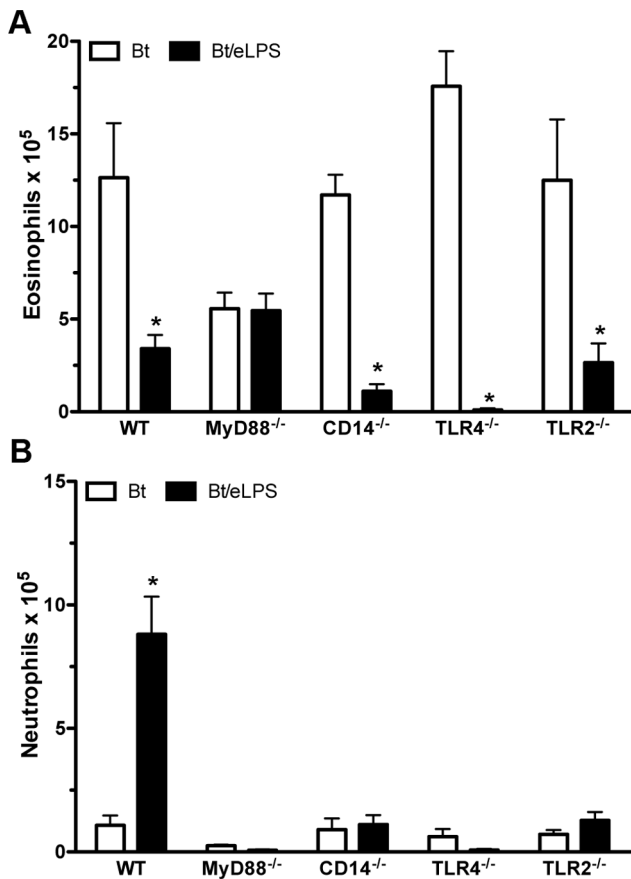 A
Bt Bt/eLPS
Eosinophils x 10⁵
20
15
10
5
0
*
*
*
*
WT MyD88⁻/⁻ CD14⁻/⁻ TLR4⁻/⁻ TLR2⁻/⁻
B
Bt Bt/eLPS
Neutrophils x 10⁵
15
10
5
0
*
WT MyD88⁻/⁻ CD14⁻/⁻ TLR4⁻/⁻ TLR2⁻/⁻